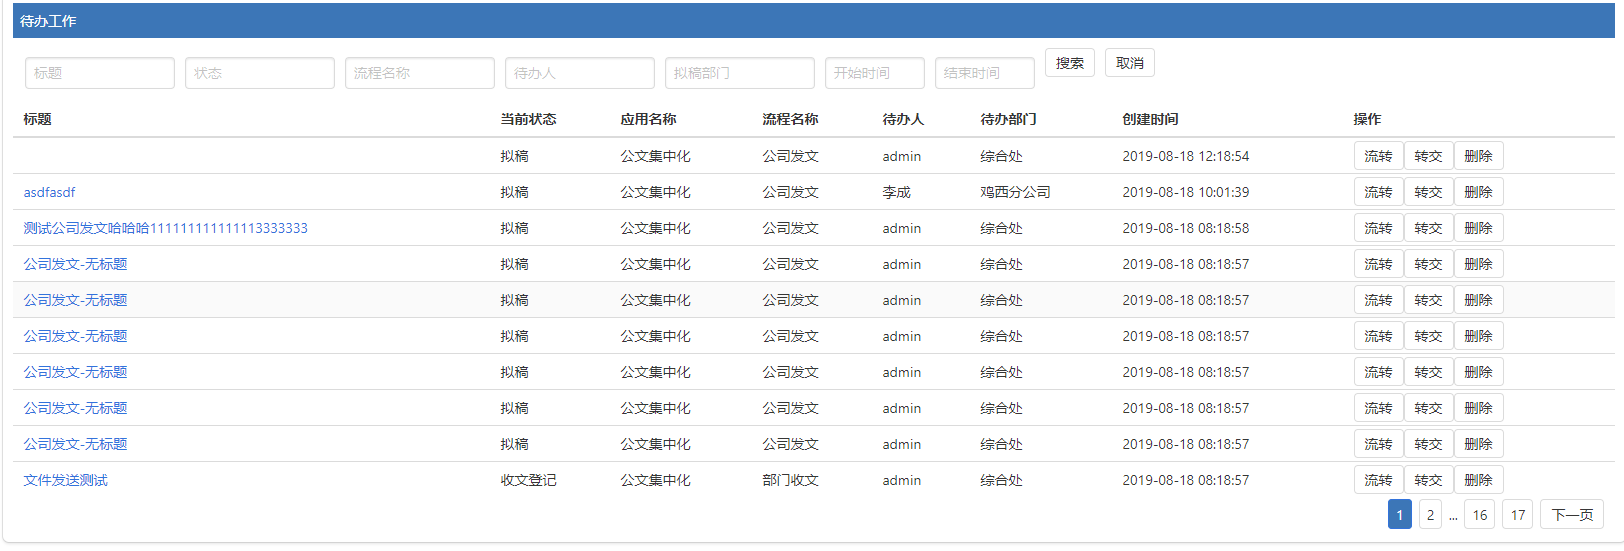 待办工作
标题 状态 流程名称 待办人 拟稿部门 开始时间 结束时间 搜索 取消
标题 当前状态 应用名称 流程名称 待办人 待办部门 创建时间 操作
拟稿 公文集中化 公司发文 admin 综合处 2019-08-18 12:18:54 流转 转交 删除
asdfasdf 拟稿 公文集中化 公司发文 李成 鸡西分公司 2019-08-18 10:01:39 流转 转交 删除
测试公司发文哈哈哈111111111111113333333 拟稿 公文集中化 公司发文 admin 综合处 2019-08-18 08:18:58 流转 转交 删除
公司发文-无标题 拟稿 公文集中化 公司发文 admin 综合处 2019-08-18 08:18:57 流转 转交 删除
公司发文-无标题 拟稿 公文集中化 公司发文 admin 综合处 2019-08-18 08:18:57 流转 转交 删除
公司发文-无标题 拟稿 公文集中化 公司发文 admin 综合处 2019-08-18 08:18:57 流转 转交 删除
公司发文-无标题 拟稿 公文集中化 公司发文 admin 综合处 2019-08-18 08:18:57 流转 转交 删除
公司发文-无标题 拟稿 公文集中化 公司发文 admin 综合处 2019-08-18 08:18:57 流转 转交 删除
公司发文-无标题 拟稿 公文集中化 公司发文 admin 综合处 2019-08-18 08:18:57 流转 转交 删除
文件发送测试 收文登记 公文集中化 部门收文 admin 综合处 2019-08-18 08:18:57 流转 转交 删除
1 2 ... 16 17 下一页